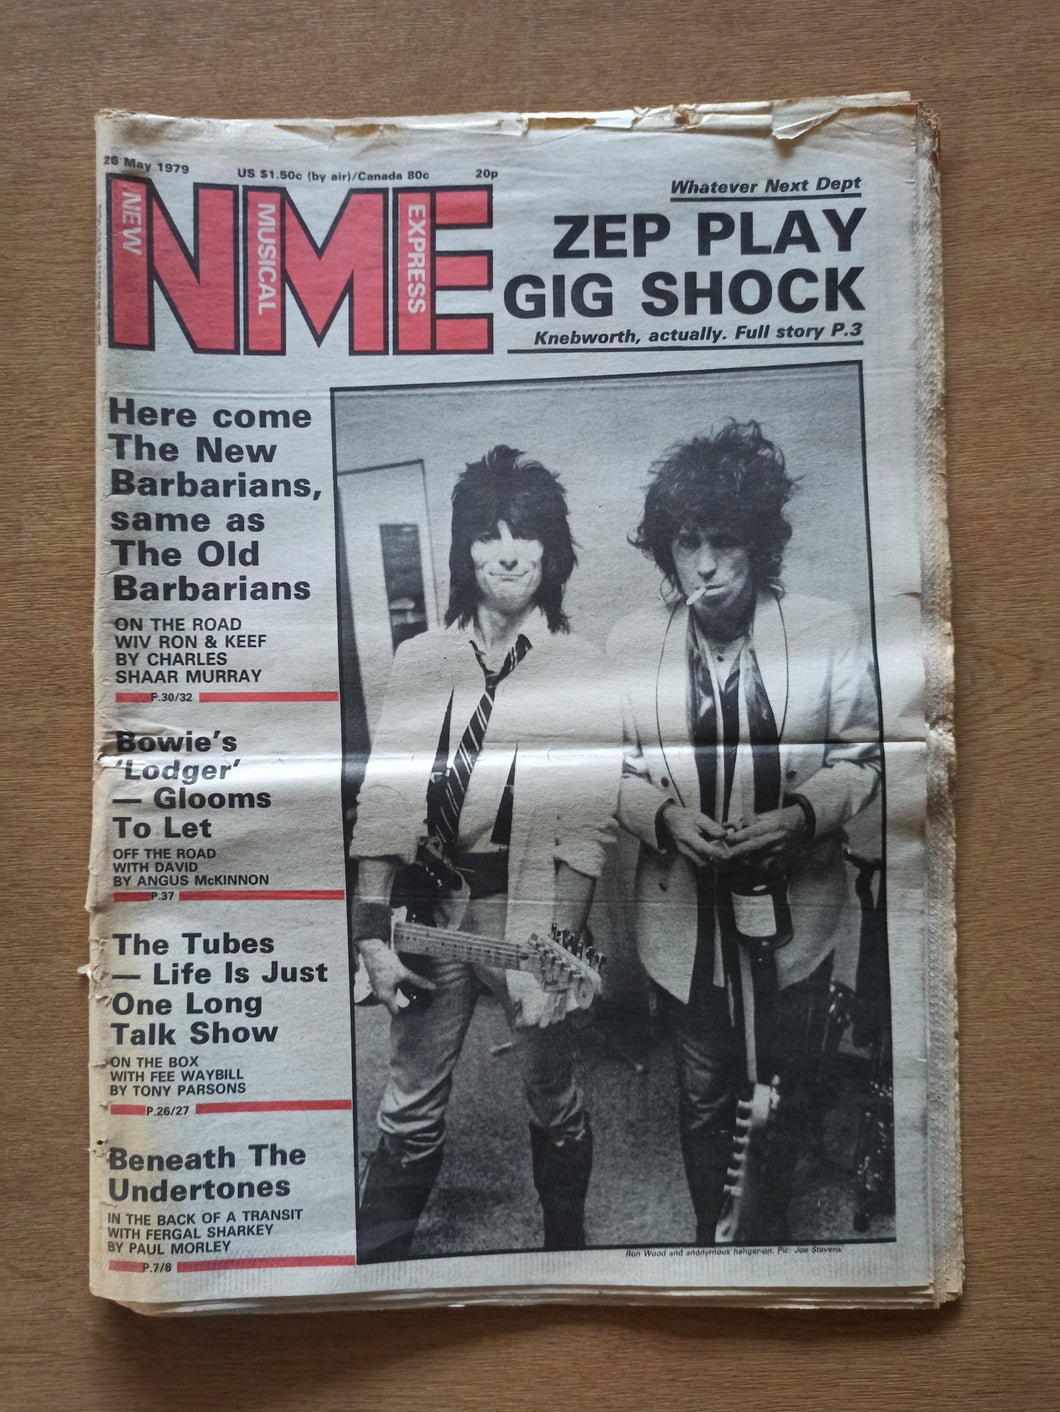 26 May 1979
US $1.50c (by air)/Canada 80c
20p
NME
NEW
MUSICAL
EXPRESS
Whatever Next Dept
ZEP PLAY
GIG SHOCK
Knebworth, actually. Full story P.3
Here come
The New
Barbarians,
same as
The Old
Barbarians
ON THE ROAD
WIV RON & KEEF
BY CHARLES
SHAAR MURRAY
P.30/32
Bowie's
'Lodger'
— Glooms
To Let
OFF THE ROAD
WITH DAVID
BY ANGUS McKINNON
P.37
The Tubes
— Life Is Just
One Long
Talk Show
ON THE BOX
WITH FEE WAYBILL
BY TONY PARSONS
P.26/27
Beneath The
Undertones
IN THE BACK OF A TRANSIT
WITH FERGAL SHARKEY
BY PAUL MORLEY
P.7/8
Ron Wood and anonymous hanger-on. Pic: Joe Stevens.